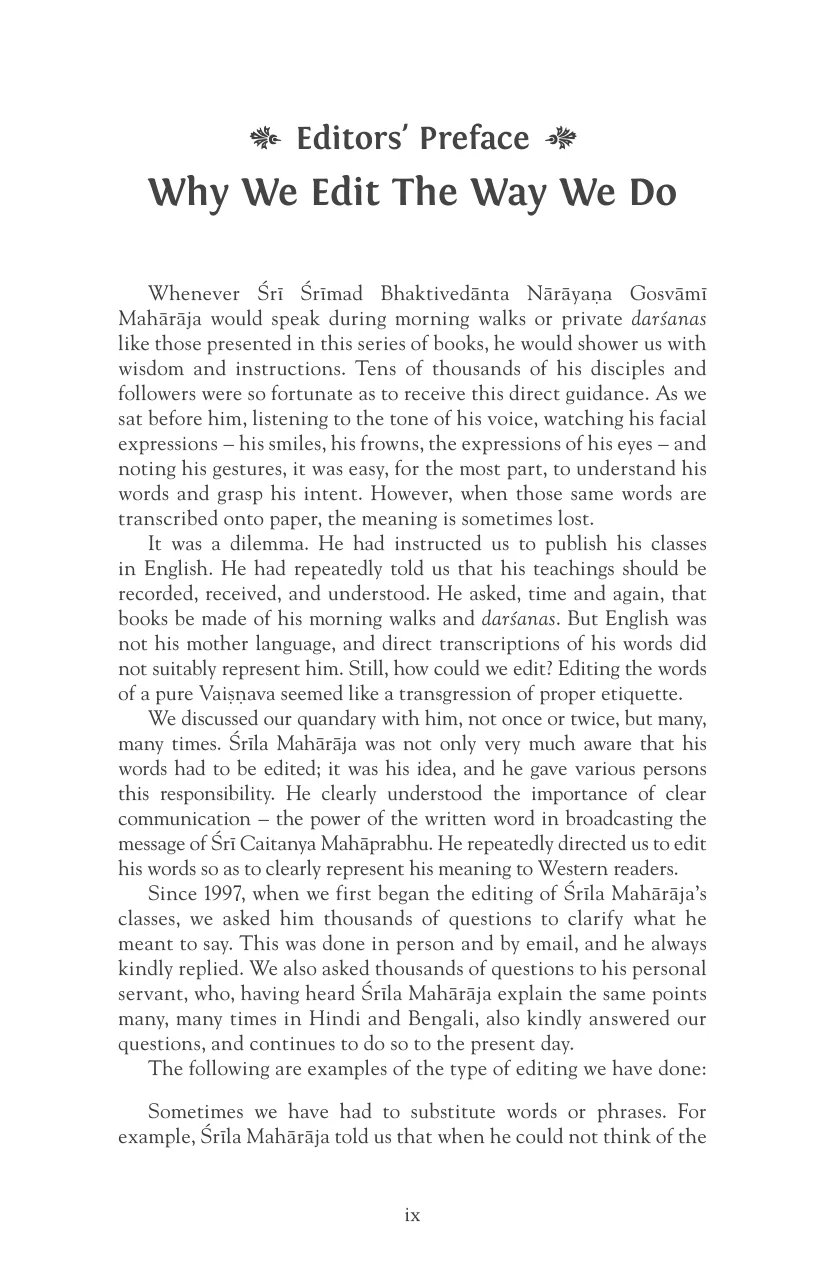 Editors’ Preface
Why We Edit The Way We Do
Whenever Śrī Śrīmad Bhaktivedānta Nārāyaṇa Gosvāmī
Mahārāja would speak during morning walks or private darśanas
like those presented in this series of books, he would shower us with
wisdom and instructions. Tens of thousands of his disciples and
followers were so fortunate as to receive this direct guidance. As we
sat before him, listening to the tone of his voice, watching his facial
expressions – his smiles, his frowns, the expressions of his eyes – and
noting his gestures, it was easy, for the most part, to understand his
words and grasp his intent. However, when those same words are
transcribed onto paper, the meaning is sometimes lost.
It was a dilemma. He had instructed us to publish his classes
in English. He had repeatedly told us that his teachings should be
recorded, received, and understood. He asked, time and again, that
books be made of his morning walks and darśanas. But English was
not his mother language, and direct transcriptions of his words did
not suitably represent him. Still, how could we edit? Editing the words
of a pure Vaiṣṇava seemed like a transgression of proper etiquette.
We discussed our quandary with him, not once or twice, but many,
many times. Śrīla Mahārāja was not only very much aware that his
words had to be edited; it was his idea, and he gave various persons
this responsibility. He clearly understood the importance of clear
communication – the power of the written word in broadcasting the
message of Śrī Caitanya Mahāprabhu. He repeatedly directed us to edit
his words so as to clearly represent his meaning to Western readers.
Since 1997, when we first began the editing of Śrīla Mahārāja’s
classes, we asked him thousands of questions to clarify what he
meant to say. This was done in person and by email, and he always
kindly replied. We also asked thousands of questions to his personal
servant, who, having heard Śrīla Mahārāja explain the same points
many, many times in Hindi and Bengali, also kindly answered our
questions, and continues to do so to the present day.
The following are examples of the type of editing we have done:
Sometimes we have had to substitute words or phrases. For
example, Śrīla Mahārāja told us that when he could not think of the
ix